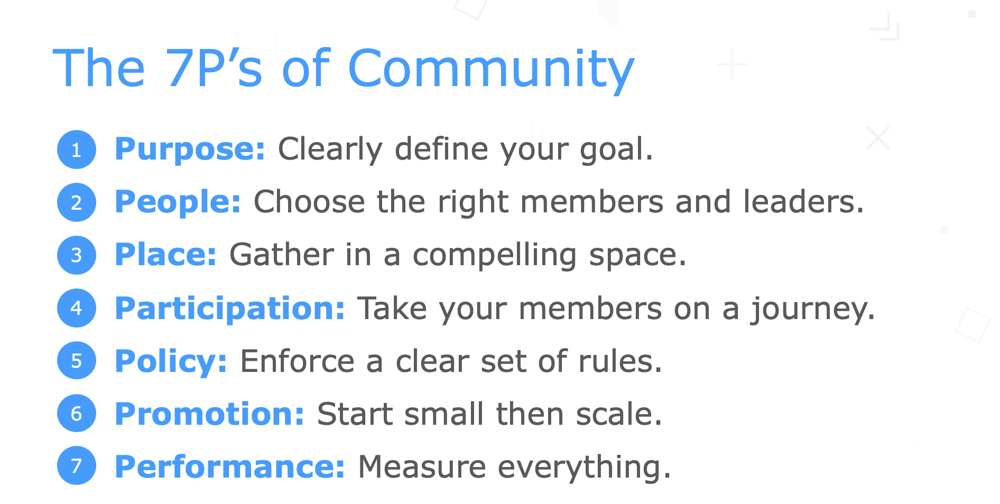 The 7P’s of Community
1 Purpose: Clearly define your goal.
2 People: Choose the right members and leaders.
3 Place: Gather in a compelling space.
4 Participation: Take your members on a journey.
5 Policy: Enforce a clear set of rules.
6 Promotion: Start small then scale.
7 Performance: Measure everything.